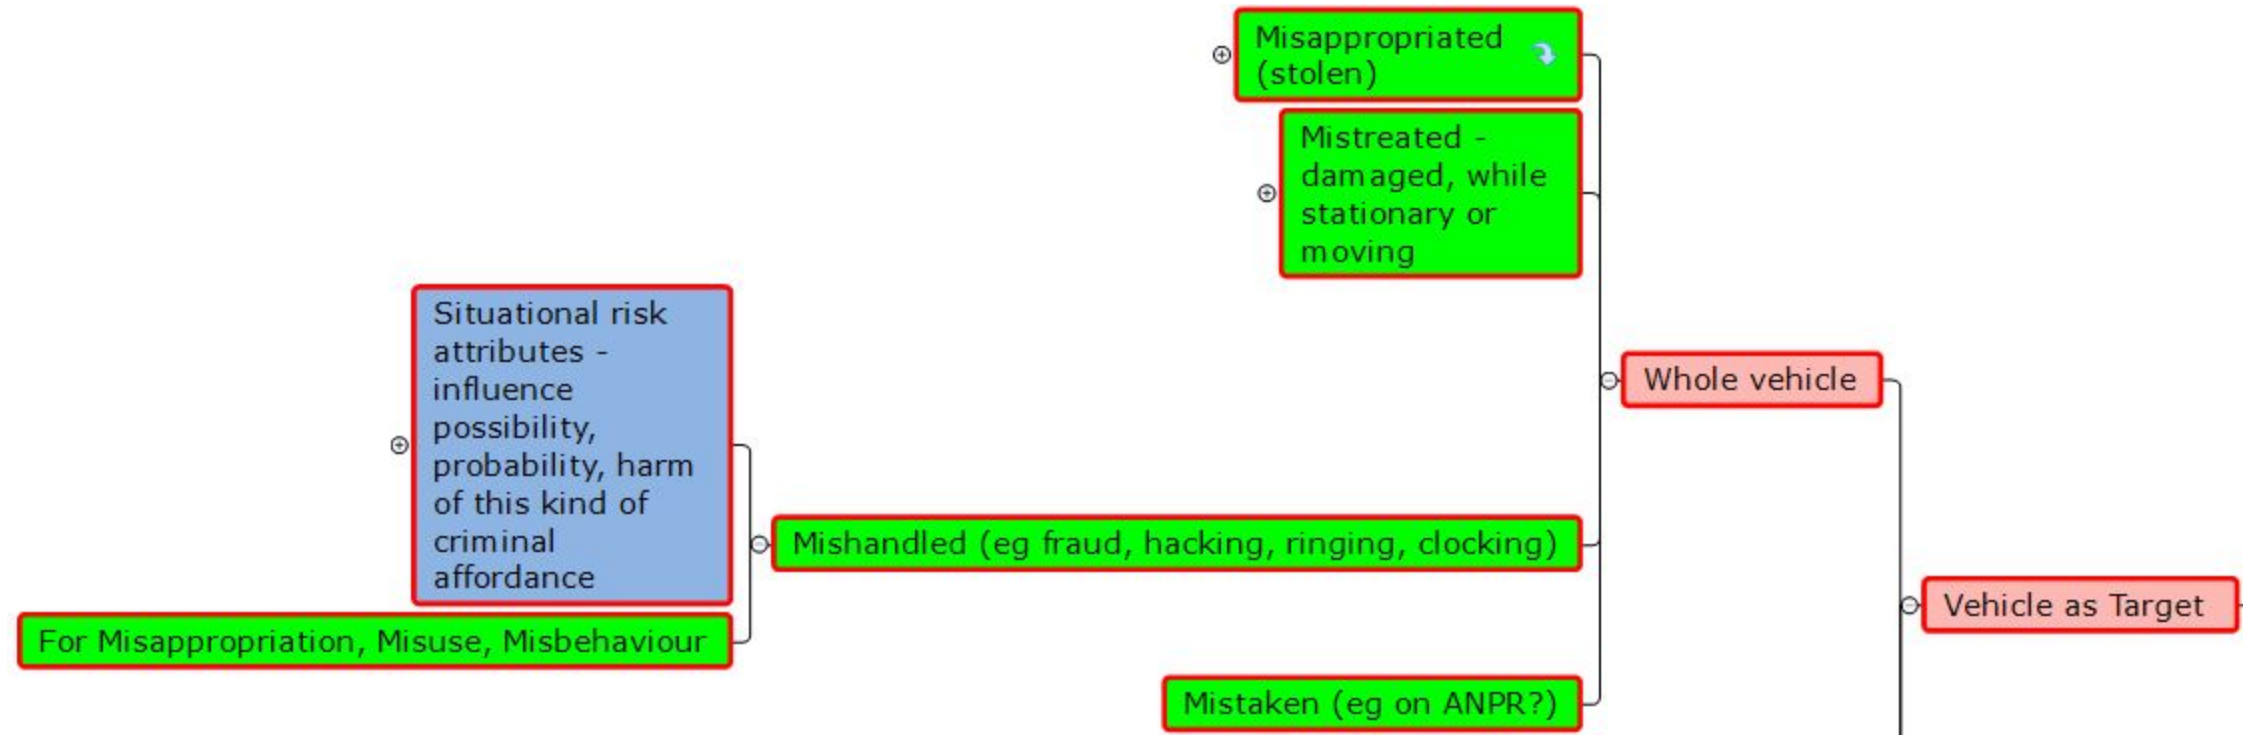 Misappropriated
(stolen)
Mistreated -
damaged, while
stationary or
moving
Situational risk
attributes -
influence
possibility,
probability, harm
of this kind of
criminal
affordance
Whole vehicle
Mishandled (eg fraud, hacking, ringing, clocking)
Vehicle as Target
For Misappropriation, Misuse, Misbehaviour
Mistaken (eg on ANPR?)